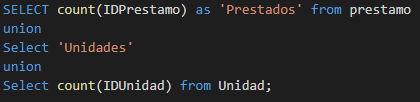 SELECT count(IDPrestamo) as 'Prestados' from prestamo
union
Select 'Unidades'
union
Select count(IDUnidad) from Unidad;